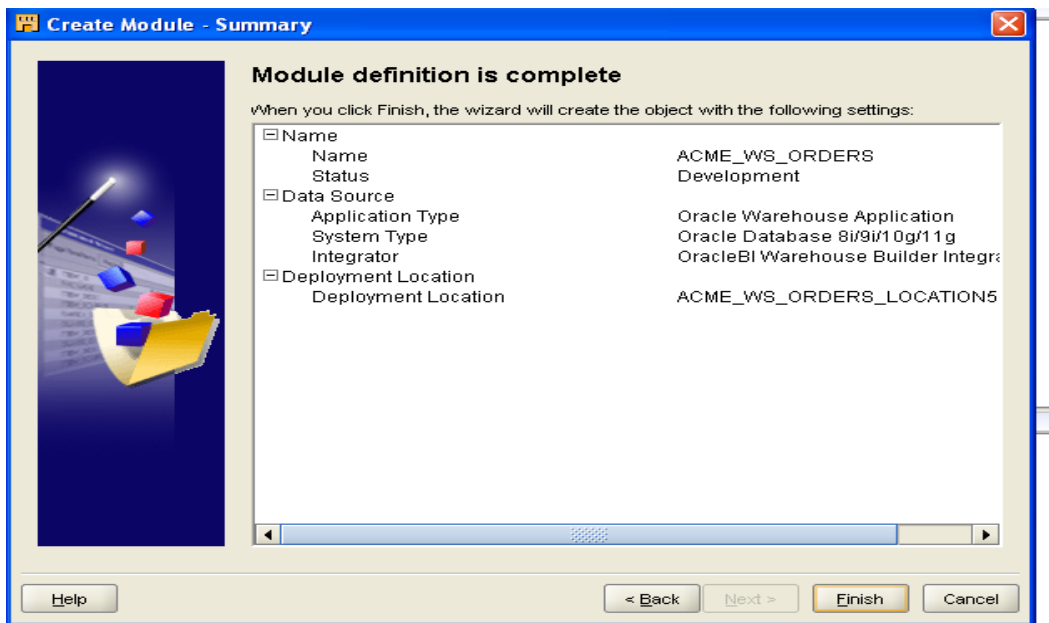 Create Module - Summary
Module definition is complete
When you click Finish, the wizard will create the object with the following settings:
Name
Name ACME_WS_ORDERS
Status Development
Data Source
Application Type Oracle Warehouse Application
System Type Oracle Database 8i/9i/10g/11g
Integrator OracleBI Warehouse Builder
Deployment Location
Deployment Location ACME_WS_ORDERS_LOCATION5
Help < Back Next > Finish Cancel